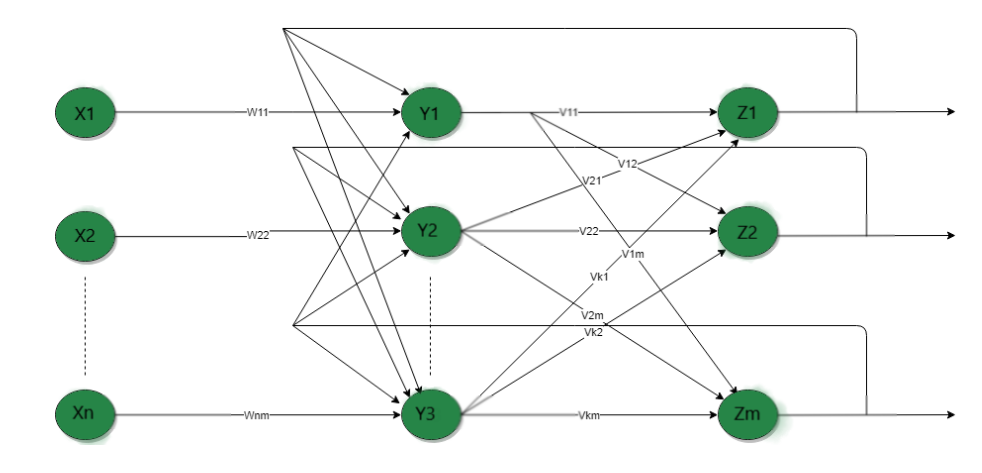 X1 W11 Y1 V11 Z1
V12
V21
X2 W22 Y2 V22 Z2
V1m
Vk1
V2m
Vk2
Xn Wnm Y3 Vkm Zm